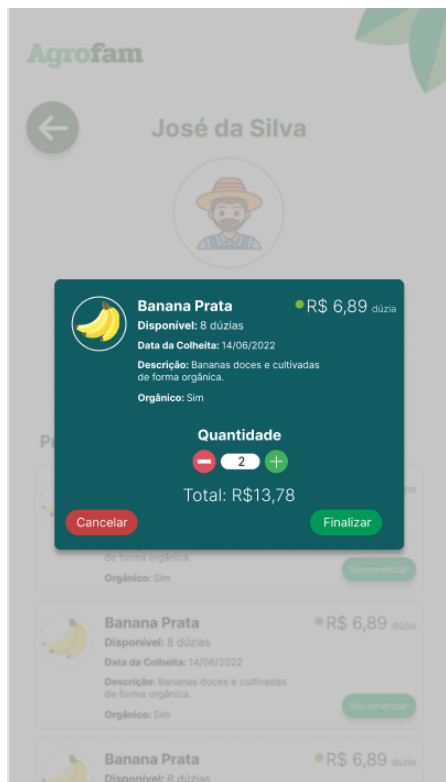 Agrofam
José da Silva
Banana Prata
R$ 6,89 dúzia
Disponível: 8 dúzias
Data da Colheita: 14/06/2022
Descrição: Bananas doces e cultivadas
de forma orgânica.
Orgânico: Sim
Quantidade
2
Total: R$13,78
Cancelar
Finalizar
de forma orgânica.
Orgânico: Sim
Encomendar
Banana Prata
R$ 6,89 dúzia
Disponível: 8 dúzias
Data da Colheita: 14/06/2022
Descrição: Bananas doces e cultivadas
de forma orgânica.
Orgânico: Sim
Encomendar
Banana Prata
R$ 6,89 dúzia
Disponível: 8 dúzias